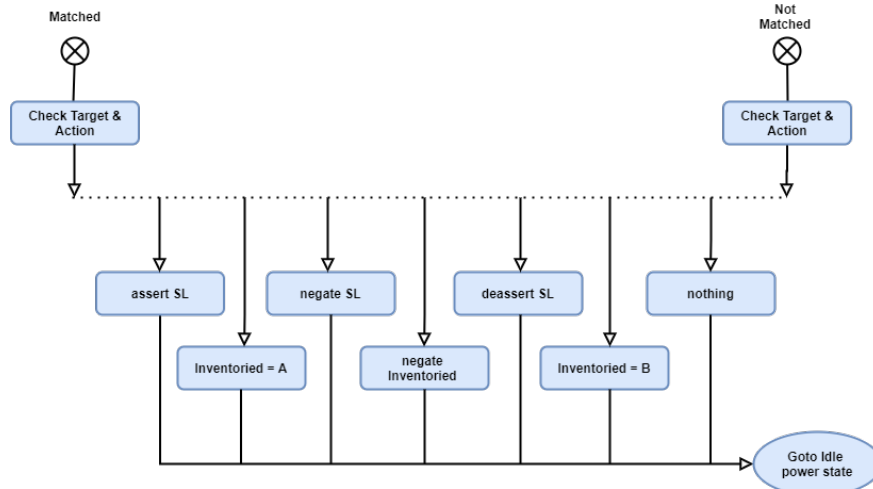 Matched
Not
Matched
Check Target &
Action
Check Target &
Action
assert SL
negate SL
deassert SL
nothing
Inventoried = A
negate
Inventoried
Inventoried = B
Goto Idle
power state